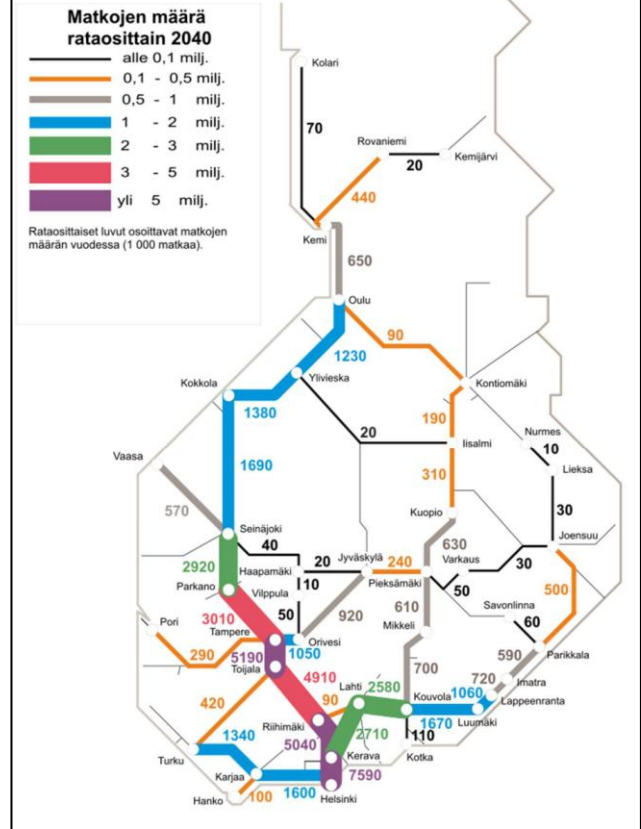 Matkojen määrä
rataosittain 2040
alle 0,1 milj.
0,1 - 0,5 milj.
0,5 - 1 milj.
1 - 2 milj.
2 - 3 milj.
3 - 5 milj.
yli 5 milj.
Rataosittaiset luvut osoittavat matkojen
määrän vuodessa (1 000 matkaa).
Kolari
70
Rovaniemi
20
Kemijärvi
440
Kemi
650
Oulu
90
1230
Ylivieska
Kontiomäki
Kokkola
1380
190
20
Iisalmi
Nurmes
10
Vaasa
1690
Lieksa
310
570
30
Kuopio
Seinäjoki
40
630
Joensuu
2920
20
Jyväskylä
240
Varkaus
30
Haapamäki
10
Pieksämäki
50
500
Parkano
Vilppula
920
610
Savonlinna
3010
50
60
Pori
Tampere
Orivesi
Mikkeli
1050
590
Parikkala
290
5190
700
Toijala
4910
720
Imatra
90
Lahti
2580
Kouvola
1060
Lappeenranta
420
1670
Luumäki
Riihimäki
2710
110
1340
5040
Turku
Kerava
Kotka
Karjaa
7590
Hanko
100
1600
Helsinki